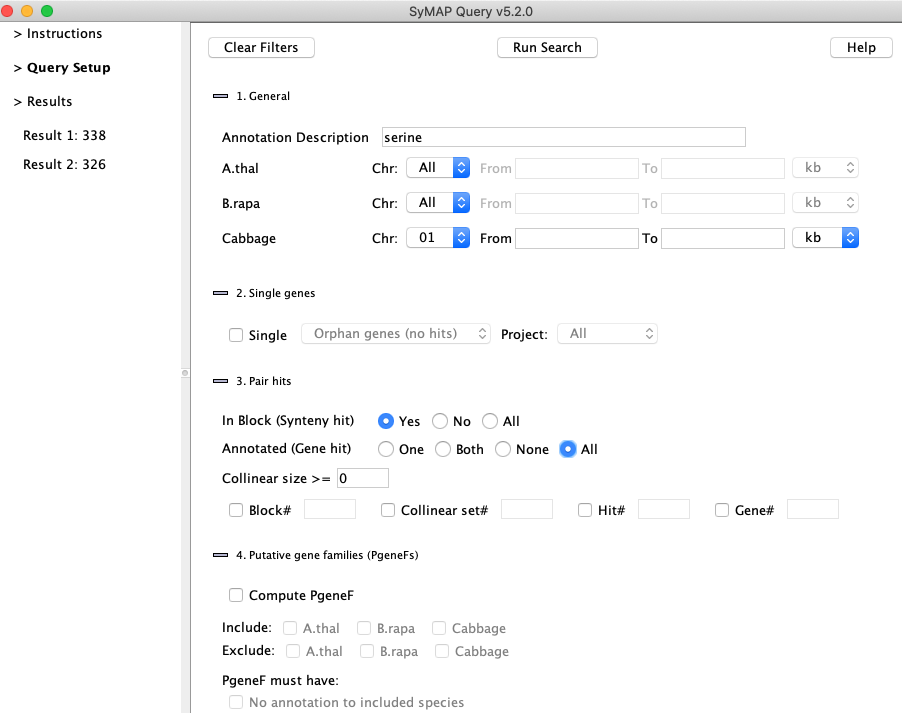 SyMAP Query v5.2.0
> Instructions
> Query Setup
> Results
Result 1: 338
Result 2: 326
Clear Filters Run Search Help
1. General
Annotation Description serine
A.thal Chr: All From To kb
B.rapa Chr: All From To kb
Cabbage Chr: 01 From To kb
2. Single genes
Single Orphan genes (no hits) Project: All
3. Pair hits
In Block (Synteny hit) Yes No All
Annotated (Gene hit) One Both None All
Collinear size >= 0
Block# Collinear set# Hit# Gene#
4. Putative gene families (PgeneFs)
Compute PgeneF
Include: A.thal B.rapa Cabbage
Exclude: A.thal B.rapa Cabbage
PgeneF must have:
No annotation to included species